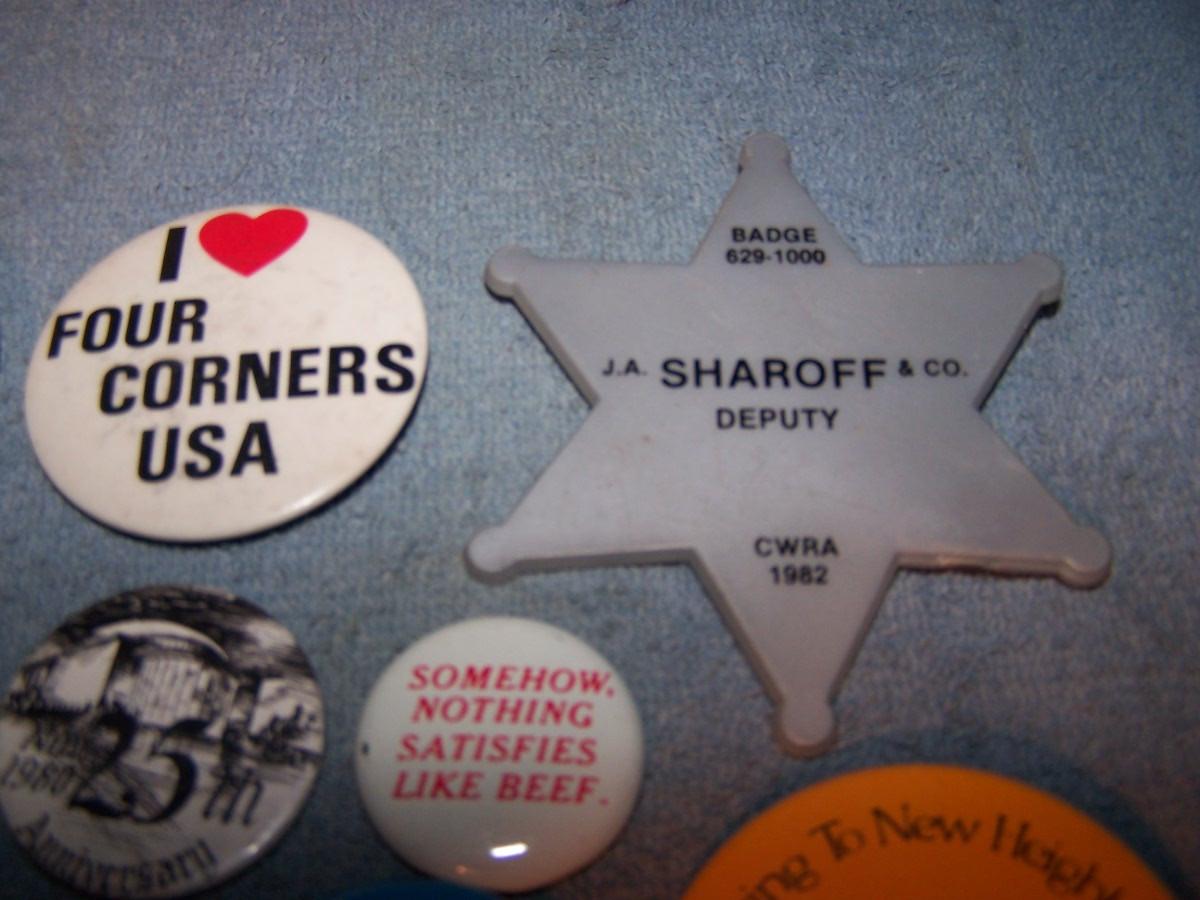 I
FOUR
CORNERS
USA
BADGE
629-1000
J.A. SHAROFF & CO.
DEPUTY
CWRA
1982
25th
Anniversary
SOMEHOW,
NOTHING
SATISFIES
LIKE BEEF.
To New Height